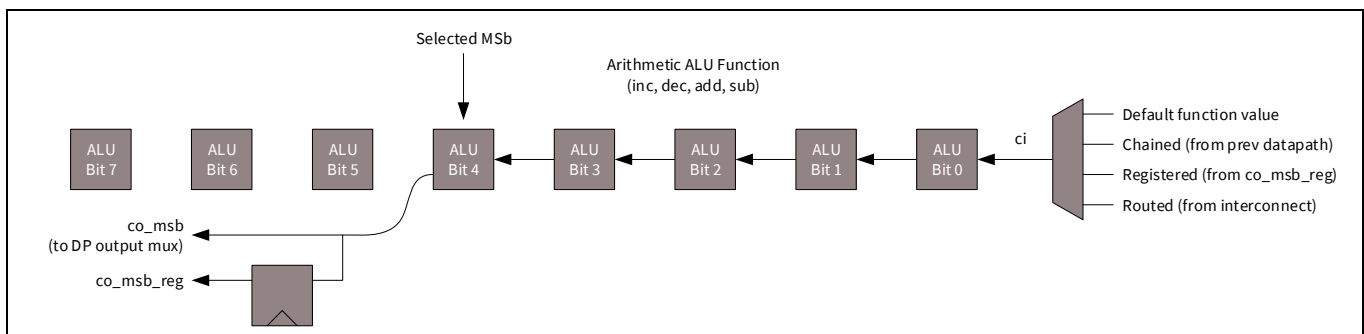 Selected MSb
Arithmetic ALU Function
(inc, dec, add, sub)
ALU
Bit 7
ALU
Bit 6
ALU
Bit 5
ALU
Bit 4
ALU
Bit 3
ALU
Bit 2
ALU
Bit 1
ALU
Bit 0
ci
Default function value
Chained (from prev datapath)
Registered (from co_msb_reg)
Routed (from interconnect)
co_msb
(to DP output mux)
co_msb_reg